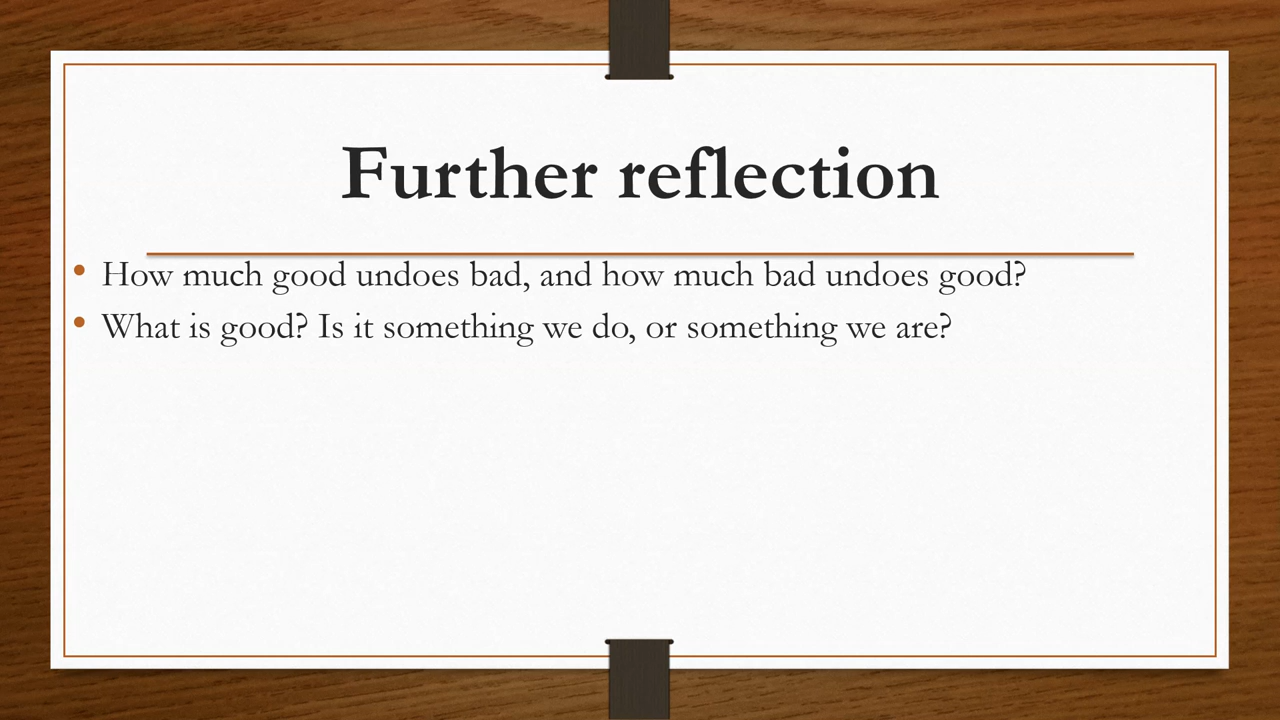 Further reflection
• How much good undoes bad, and how much bad undoes good?
• What is good? Is it something we do, or something we are?